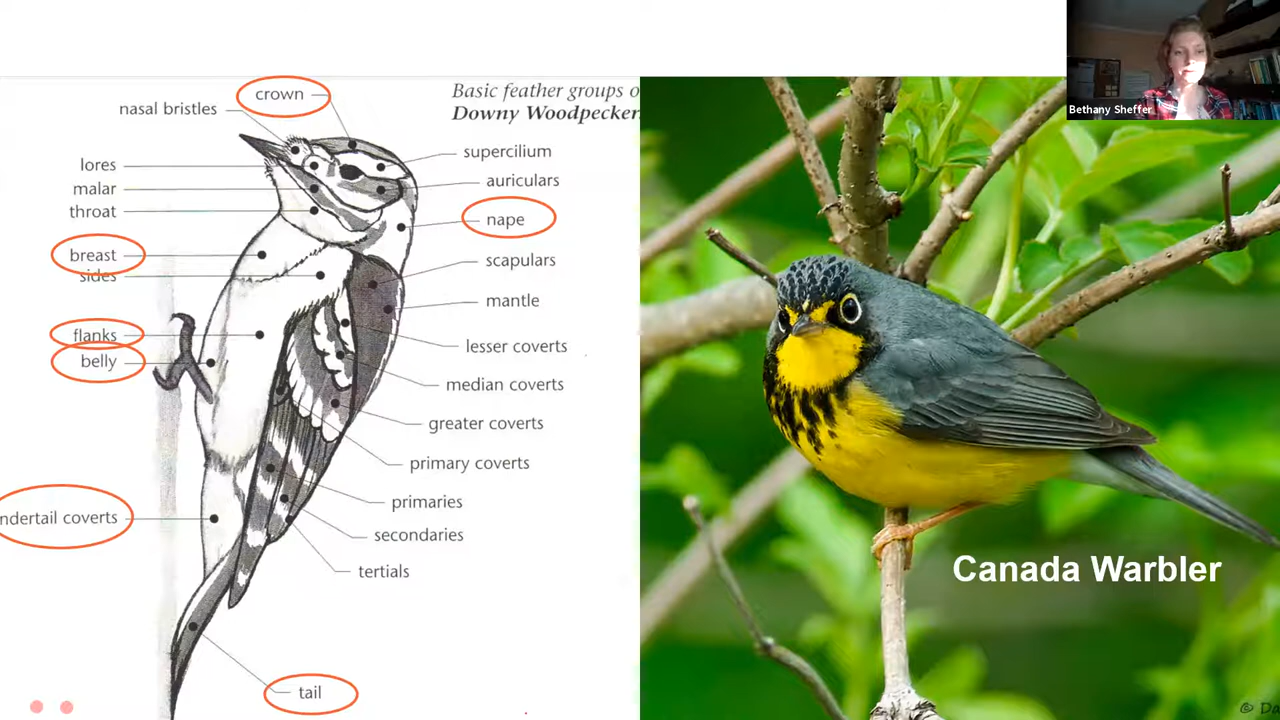 Basic feather groups o
Downy Woodpecker
crown
nasal bristles
lores
malar
throat
breast
sides
flanks
belly
ndertail coverts
tail
supercilium
auriculars
nape
scapulars
mantle
lesser coverts
median coverts
greater coverts
primary coverts
primaries
secondaries
tertials
Bethany Sheffer
Canada Warbler
© Da